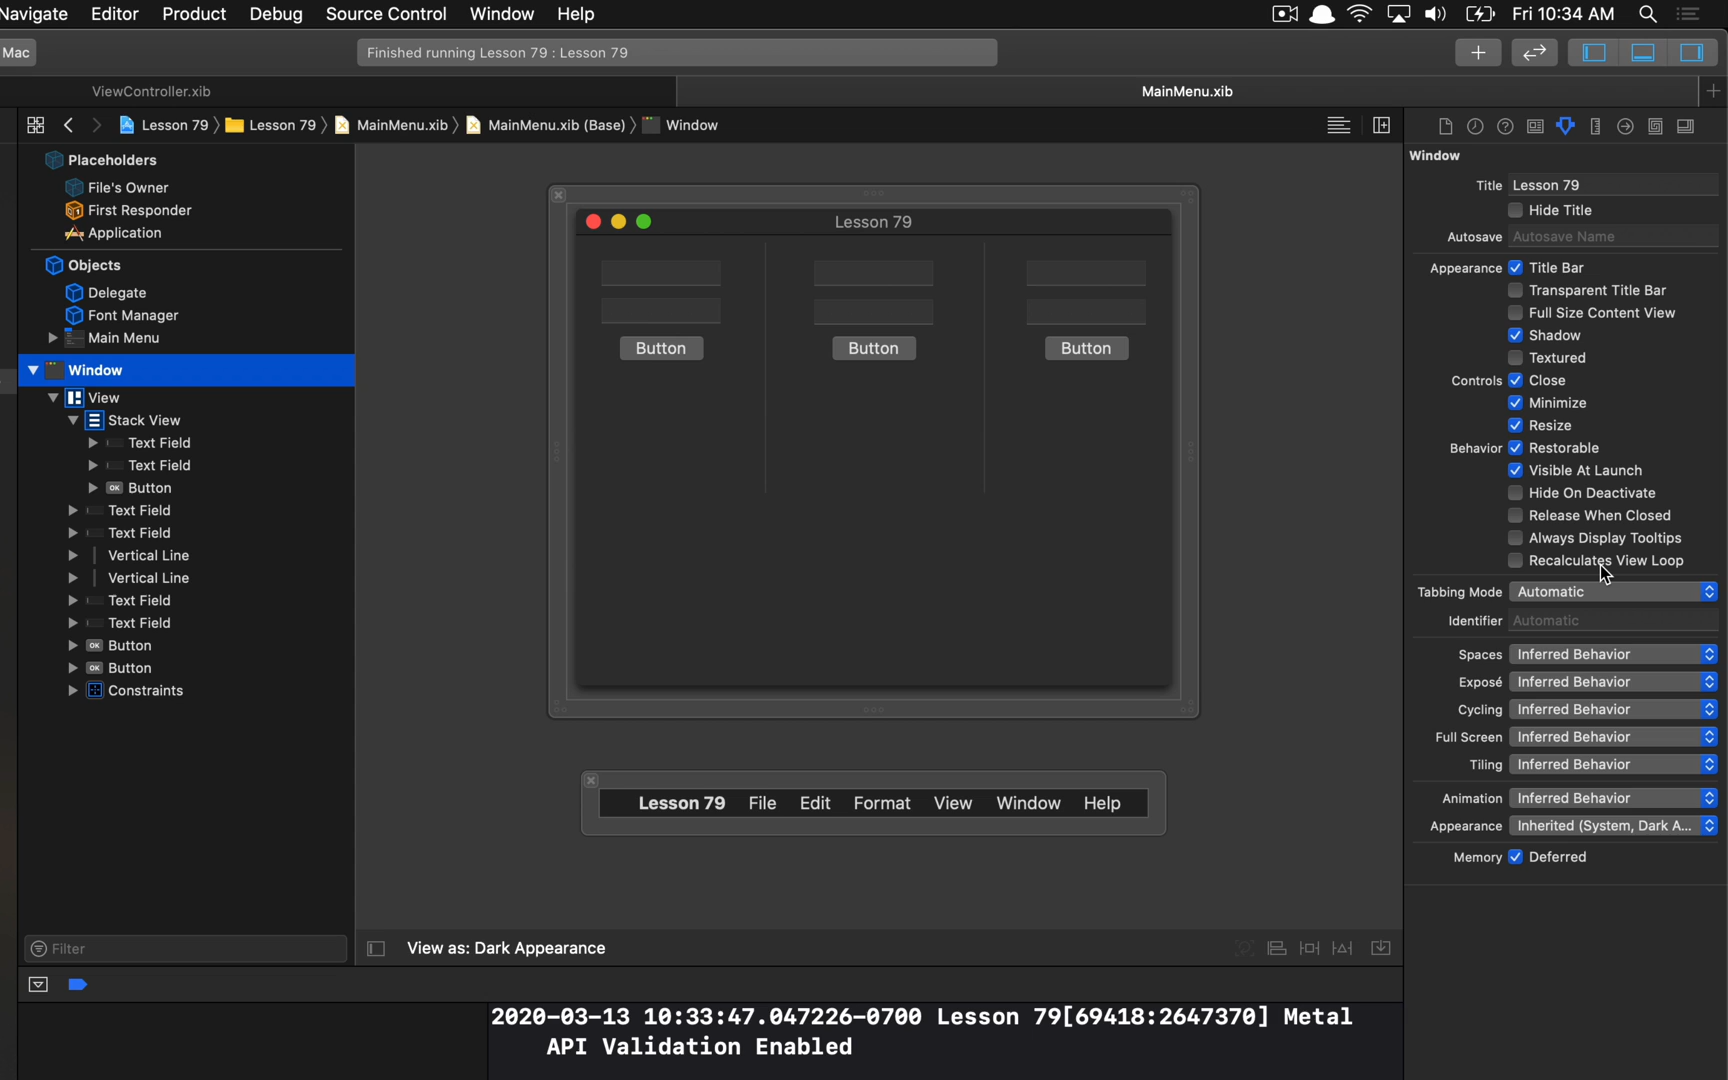 Navigate Editor Product Debug Source Control Window Help Fri 10:34 AM
Mac Finished running Lesson 79 : Lesson 79
ViewController.xib MainMenu.xib
Lesson 79 Lesson 79 MainMenu.xib MainMenu.xib (Base) Window
Placeholders
File's Owner
First Responder
Application
Objects
Delegate
Font Manager
Main Menu
Window
View
Stack View
Text Field
Text Field
Button
Text Field
Text Field
Vertical Line
Vertical Line
Text Field
Text Field
Button
Button
Constraints
Filter
Lesson 79
Button Button Button
Lesson 79 File Edit Format View Window Help
View as: Dark Appearance
Window
Title Lesson 79
Hide Title
Autosave Autosave Name
Appearance Title Bar
Transparent Title Bar
Full Size Content View
Shadow
Textured
Controls Close
Minimize
Resize
Behavior Restorable
Visible At Launch
Hide On Deactivate
Release When Closed
Always Display Tooltips
Recalculates View Loop
Tabbing Mode Automatic
Identifier Automatic
Spaces Inferred Behavior
Exposé Inferred Behavior
Cycling Inferred Behavior
Full Screen Inferred Behavior
Tiling Inferred Behavior
Animation Inferred Behavior
Appearance Inherited (System, Dark A...
Memory Deferred
2020-03-13 10:33:47.047226-0700 Lesson 79[69418:2647370] Metal
API Validation Enabled